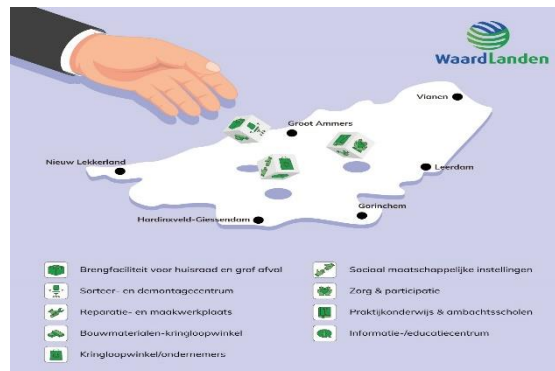 WaardLanden
Vianen
Groot Ammers
Nieuw Lekkerland
Leerdam
Gorinchem
Hardinxveld-Giessendam
Brengfaciliteit voor huisraad en grof afval
Sorteer- en demontagecentrum
Reparatie- en maakwerkplaats
Bouwmaterialen-kringloopwinkel
Kringloopwinkel/ondernemers
Sociaal maatschappelijke instellingen
Zorg & participatie
Praktijkonderwijs & ambachtsscholen
Informatie-/educatiecentrum